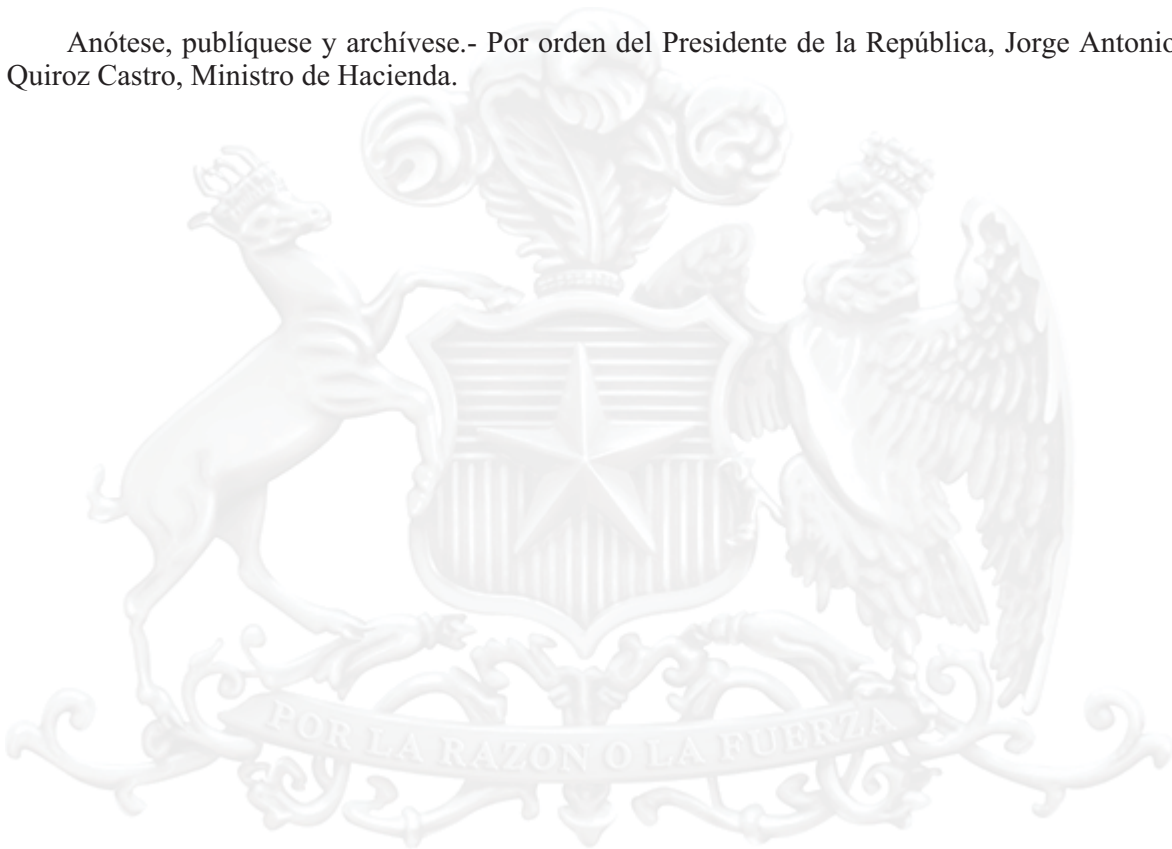 Anótese, publíquese y archívese.- Por orden del Presidente de la República, Jorge Antonio
Quiroz Castro, Ministro de Hacienda.
POR LA RAZON O LA FUERZA